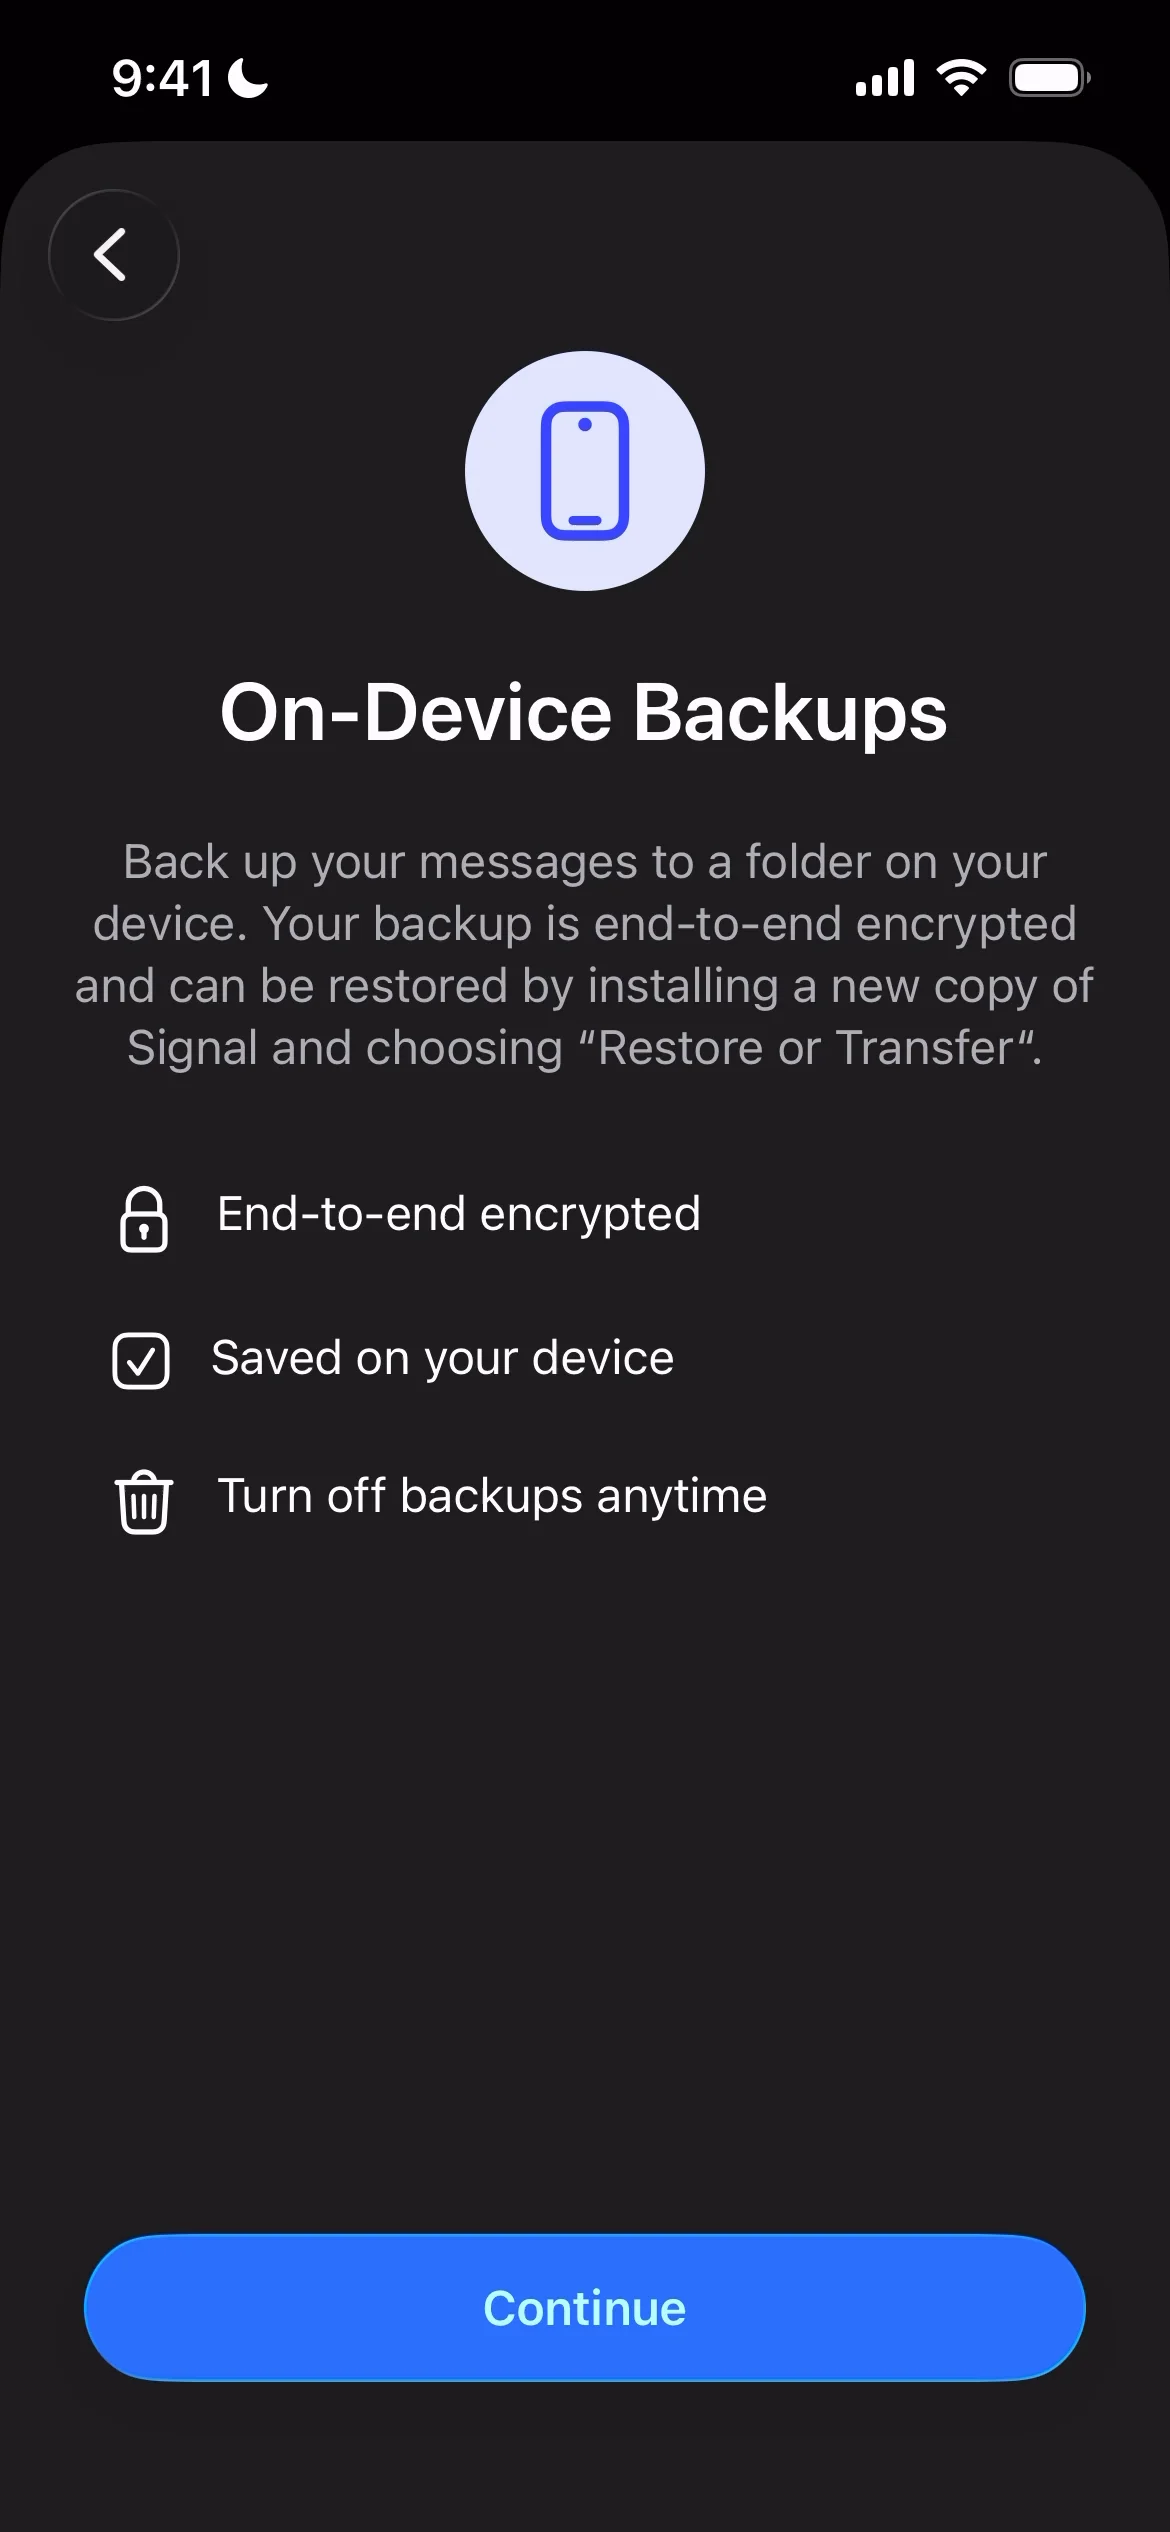 9:41
On-Device Backups
Back up your messages to a folder on your
device. Your backup is end-to-end encrypted
and can be restored by installing a new copy of
Signal and choosing “Restore or Transfer“.
End-to-end encrypted
Saved on your device
Turn off backups anytime
Continue